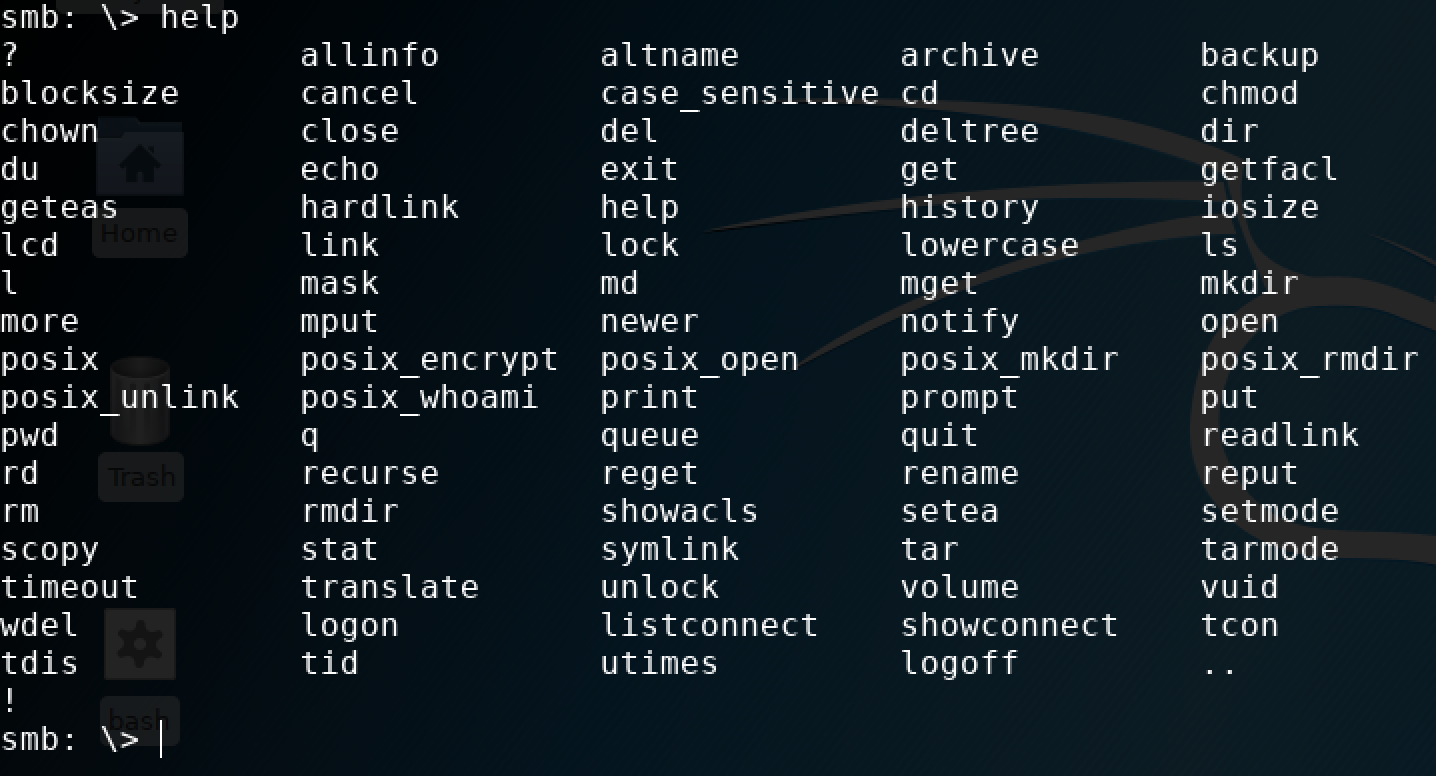 smb: \> help
? allinfo altname archive backup
blocksize cancel case_sensitive cd chmod
chown close del deltree dir
du echo exit get getfacl
geteas hardlink help history iosize
Home
lcd link lock lowercase ls
l mask md mget mkdir
more mput newer notify open
posix posix_encrypt posix_open posix_mkdir posix_rmdir
posix_unlink posix_whoami print prompt put
pwd q queue quit readlink
rd recurse reget rename reput
Trash
rm rmdir showacls setea setmode
scopy stat symlink tar tarmode
timeout translate unlock volume vuid
wdel logon listconnect showconnect tcon
tdis tid utimes logoff ..
!
bash
smb: \>